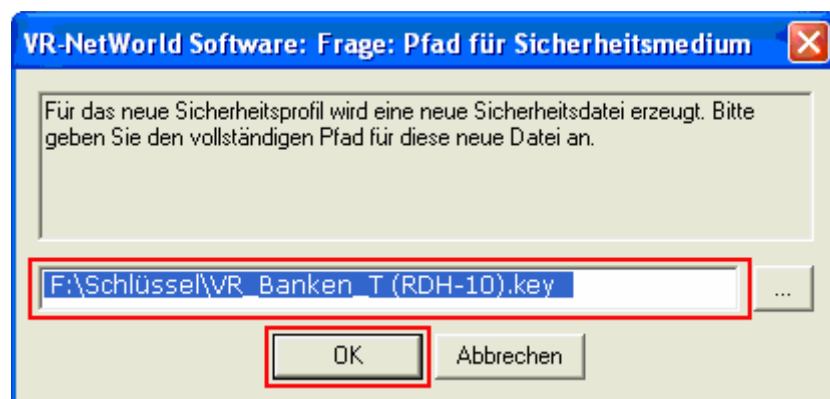 VR-NetWorld Software: Frage: Pfad für Sicherheitsmedium
Für das neue Sicherheitsprofil wird eine neue Sicherheitsdatei erzeugt. Bitte
geben Sie den vollständigen Pfad für diese neue Datei an.
F:\Schlüssel\VR_Banken_T (RDH-10).key
...
OK
Abbrechen